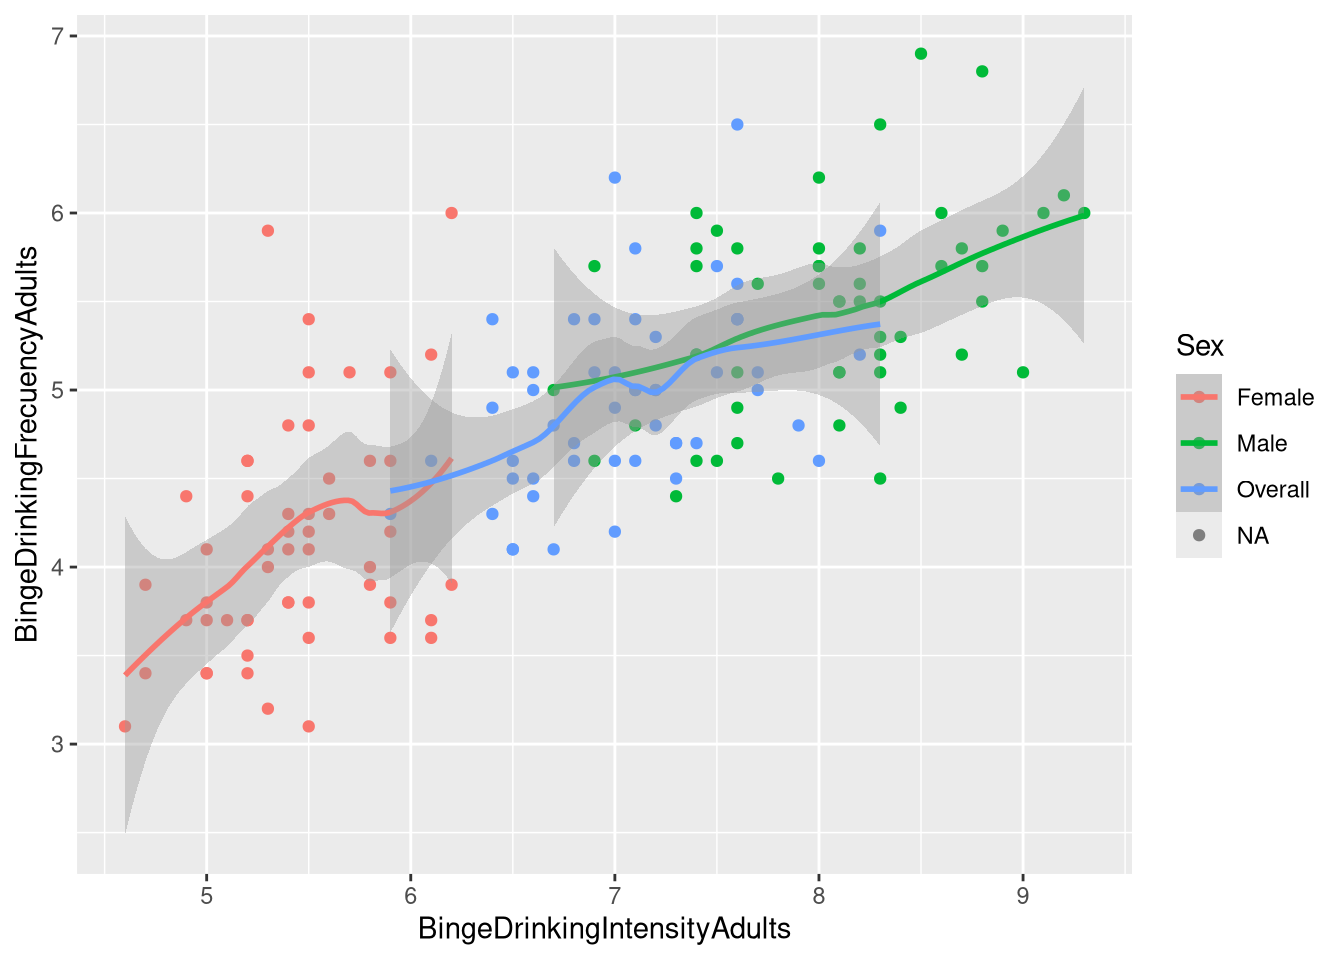 7
6
5
4
3
5 6 7 8 9
BingeDrinkingIntensityAdults
BingeDrinkingFrecuencyAdults
Sex
Female
Male
Overall
NA